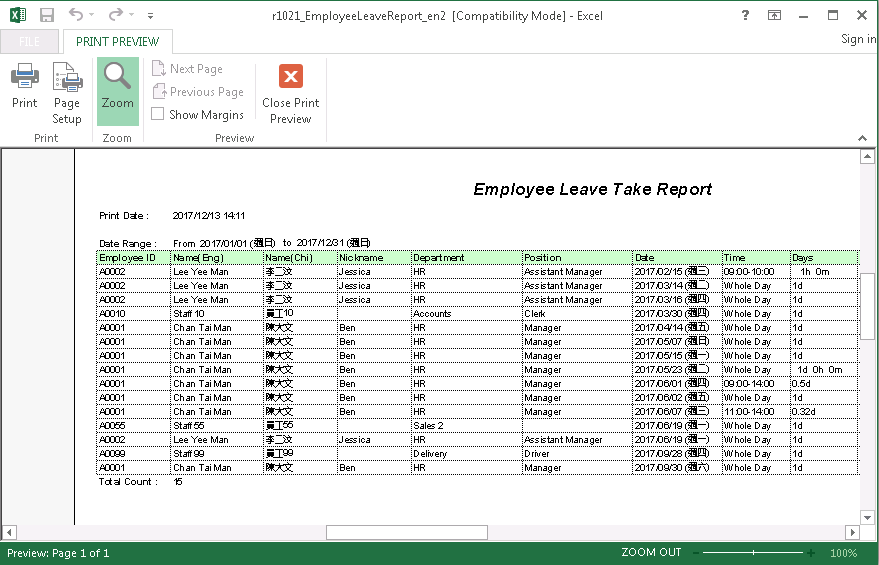 r1021_EmployeeLeaveReport_en2 [Compatibility Mode] - Excel
?
FILE PRINT PREVIEW Sign in
Print
Page Setup
Zoom
Next Page
Previous Page
Show Margins
Close Print Preview
Print Zoom Preview
Employee Leave Take Report
Print Date : 2017/12/13 14:11
Date Range : From 2017/01/01 (週日) to 2017/12/31 (週日)
Employee ID Name(Eng) Name(Chi) Nickname Department Position Date Time Days
A0002 Lee Yee Man 李二汶 Jessica HR Assistant Manager 2017/02/15 (週三) 09:00-10:00 1h 0m
A0002 Lee Yee Man 李二汶 Jessica HR Assistant Manager 2017/03/14 (週二) Whole Day 1d
A0002 Lee Yee Man 李二汶 Jessica HR Assistant Manager 2017/03/16 (週四) Whole Day 1d
A0010 Staff 10 員工10 Accounts Clerk 2017/03/30 (週四) Whole Day 1d
A0001 Chan Tai Man 陳大文 Ben HR Manager 2017/04/14 (週五) Whole Day 1d
A0001 Chan Tai Man 陳大文 Ben HR Manager 2017/05/07 (週日) Whole Day 1d
A0001 Chan Tai Man 陳大文 Ben HR Manager 2017/05/15 (週一) Whole Day 1d
A0001 Chan Tai Man 陳大文 Ben HR Manager 2017/05/23 (週二) Whole Day 1d 0h 0m
A0001 Chan Tai Man 陳大文 Ben HR Manager 2017/06/01 (週四) 09:00-14:00 0.5d
A0001 Chan Tai Man 陳大文 Ben HR Manager 2017/06/02 (週五) Whole Day 1d
A0001 Chan Tai Man 陳大文 Ben HR Manager 2017/06/07 (週三) 11:00-14:00 0.32d
A0055 Staff 55 員工55 Sales 2 2017/06/19 (週一) Whole Day 1d
A0002 Lee Yee Man 李二汶 Jessica HR Assistant Manager 2017/06/19 (週一) Whole Day 1d
A0099 Staff 99 員工99 Delivery Driver 2017/09/28 (週四) Whole Day 1d
A0001 Chan Tai Man 陳大文 Ben HR Manager 2017/09/30 (週六) Whole Day 1d
Total Count : 15
Preview: Page 1 of 1 ZOOM OUT - + 100%